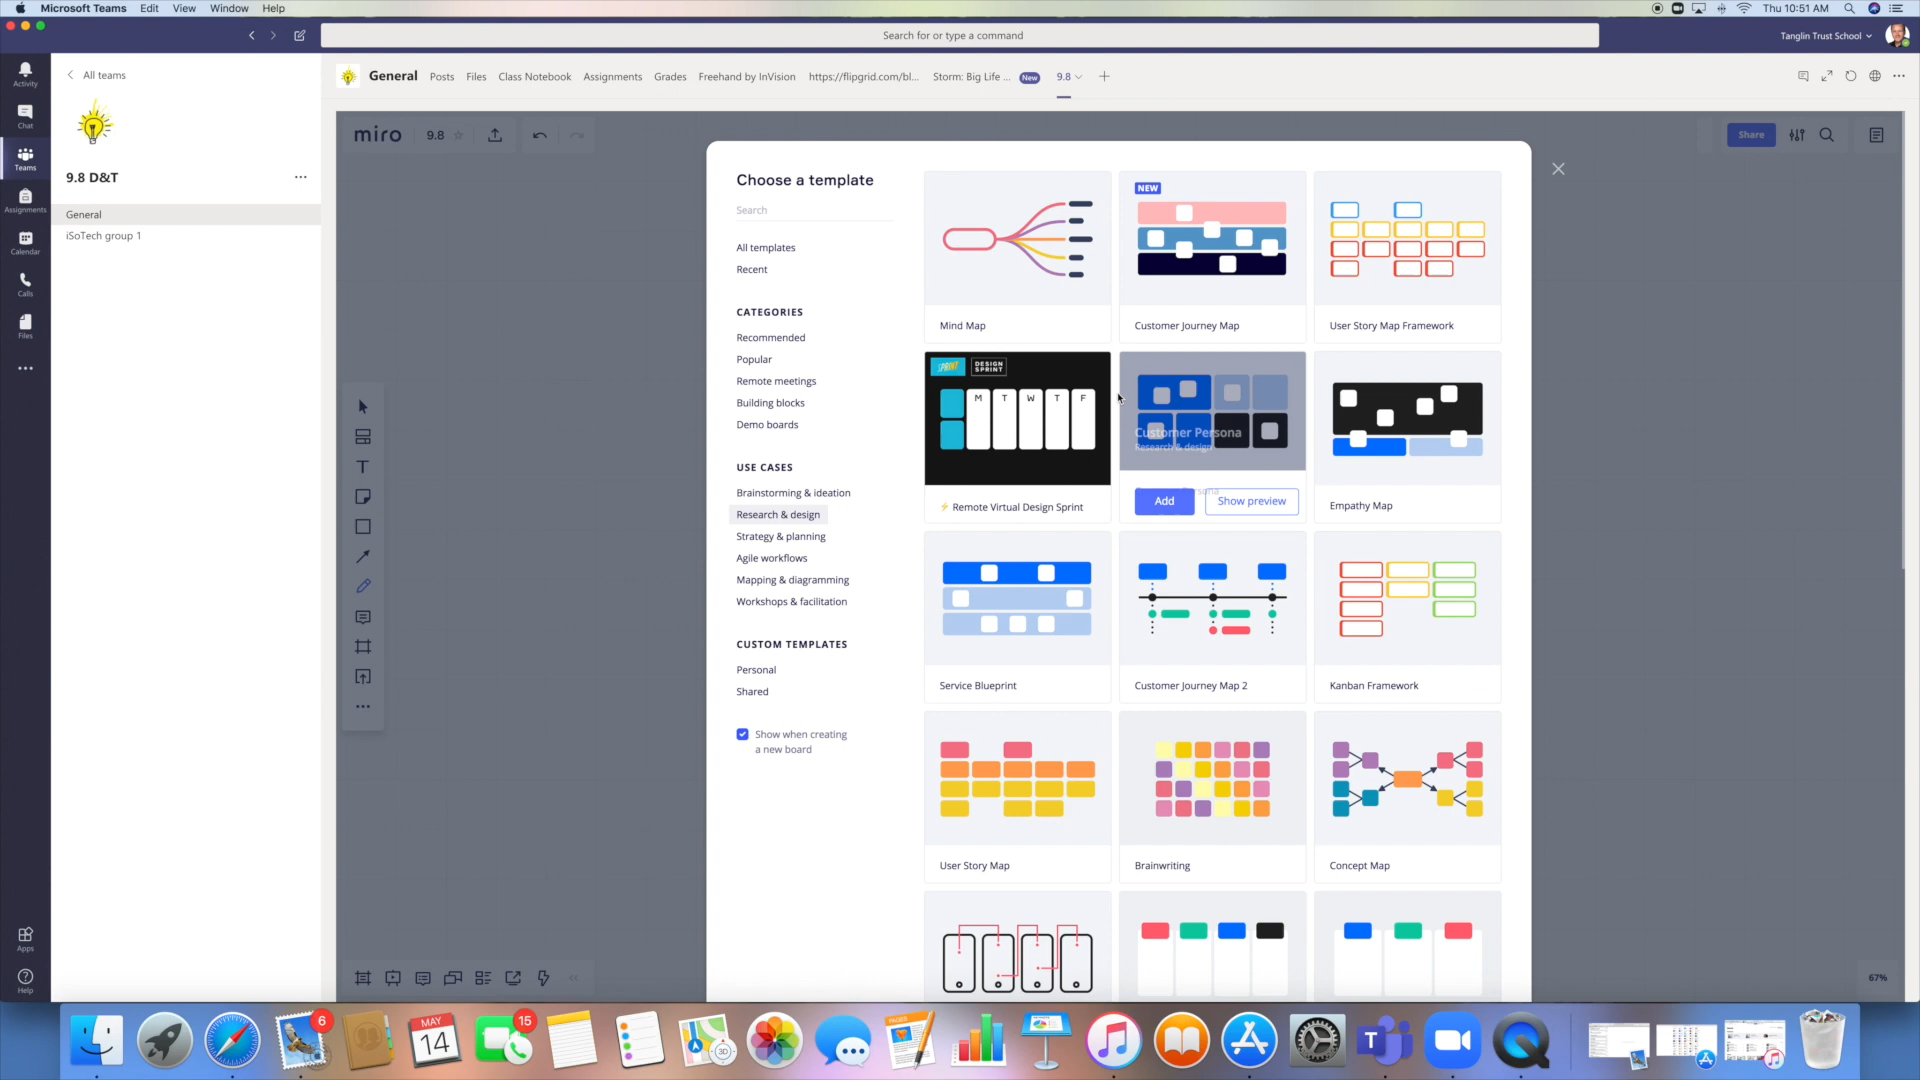 Microsoft Teams Edit View Window Help
Thu 10:51 AM
Search for or type a command
Tanglin Trust School
Activity
Chat
Teams
Assignments
Calendar
Calls
Files
Apps
Help
All teams
9.8 D&T
General
iSoTech group 1
General Posts Files Class Notebook Assignments Grades Freehand by InVision https://flipgrid.com/bl... Storm: Big Life ... New 9.8
miro 9.8
Share
Choose a template
Search
All templates
Recent
CATEGORIES
Recommended
Popular
Remote meetings
Building blocks
Demo boards
USE CASES
Brainstorming & ideation
Research & design
Strategy & planning
Agile workflows
Mapping & diagramming
Workshops & facilitation
CUSTOM TEMPLATES
Personal
Shared
Show when creating
a new board
NEW
Mind Map
Customer Journey Map
User Story Map Framework
SPRINT
DESIGN
SPRINT
M T W T F
Remote Virtual Design Sprint
Customer Persona
Research & design
Add
Show preview
Empathy Map
Service Blueprint
Customer Journey Map 2
Kanban Framework
User Story Map
Brainwriting
Concept Map
67%
6
MAY
14
15
3D
PAGES